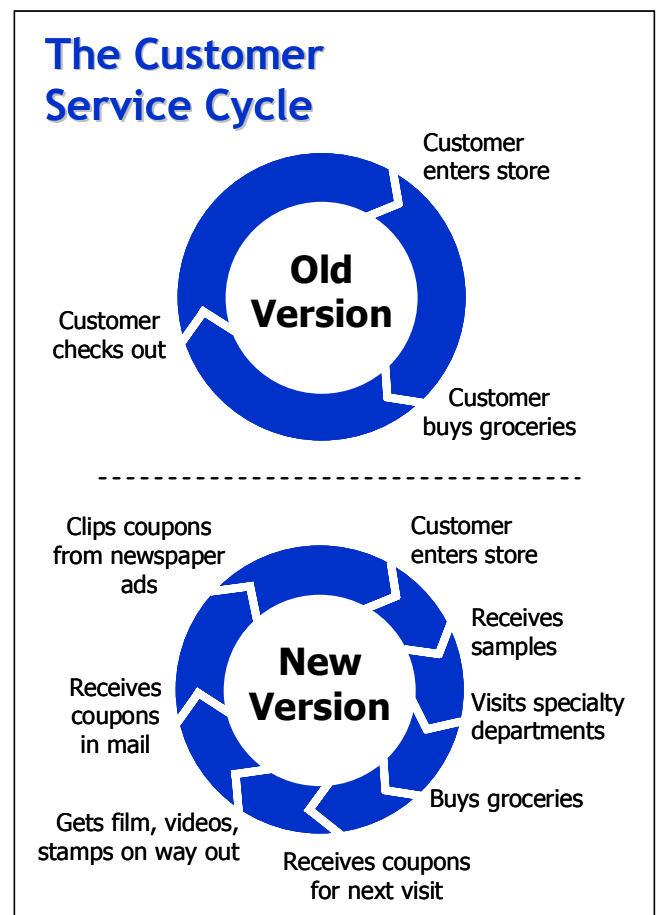 The Customer
Service Cycle
Customer
enters store
Old
Version
Customer
checks out
Customer
buys groceries
Clips coupons
from newspaper
ads
Customer
enters store
Receives
samples
New
Version
Receives
coupons
in mail
Visits specialty
departments
Buys groceries
Gets film, videos,
stamps on way out
Receives coupons
for next visit